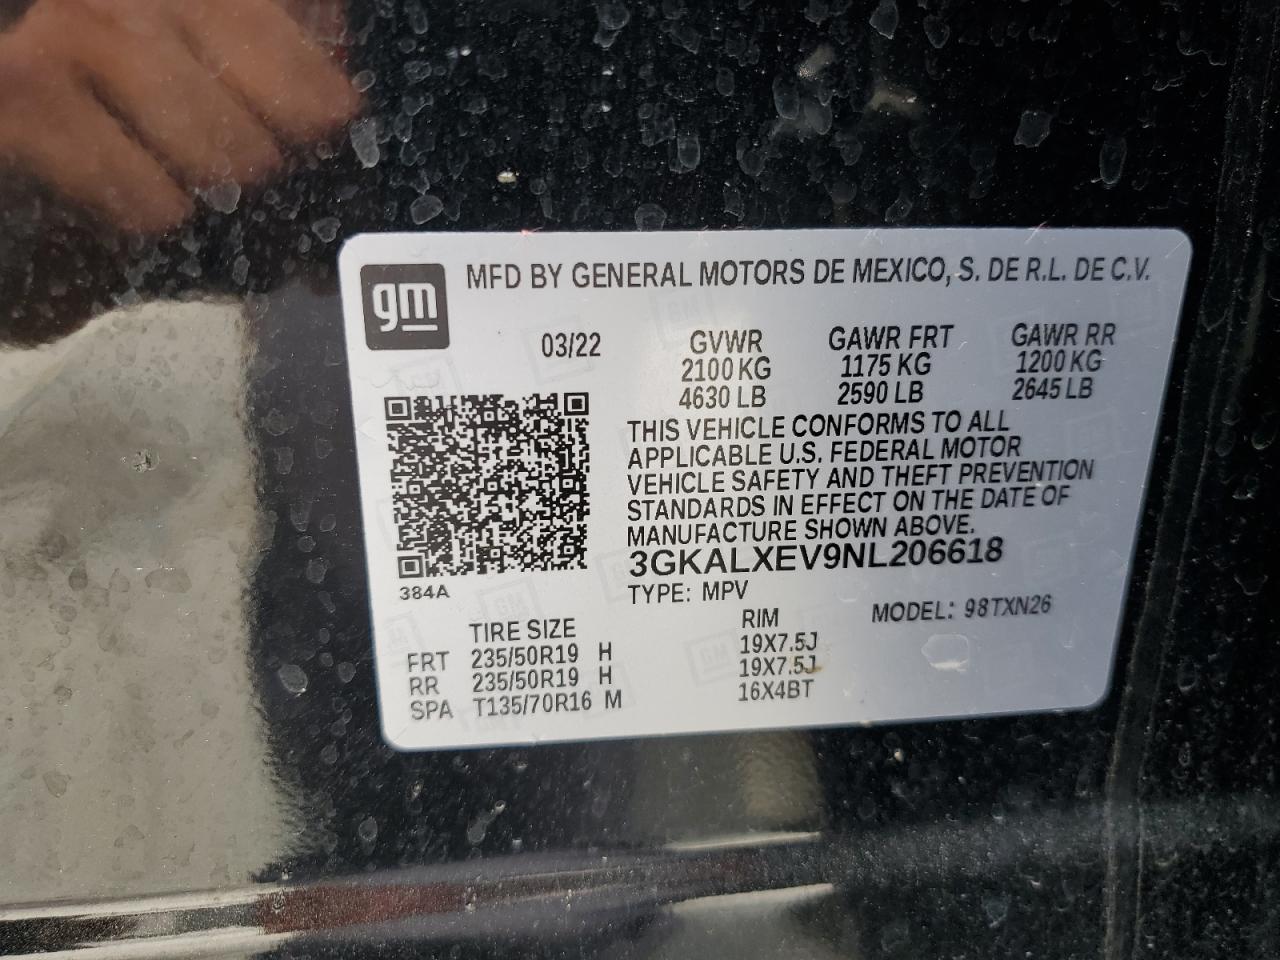 gm
MFD BY GENERAL MOTORS DE MEXICO, S. DE R.L. DE C.V.
03/22 GVWR GAWR FRT GAWR RR
2100 KG 1175 KG 1200 KG
4630 LB 2590 LB 2645 LB
THIS VEHICLE CONFORMS TO ALL
APPLICABLE U.S. FEDERAL MOTOR
VEHICLE SAFETY AND THEFT PREVENTION
STANDARDS IN EFFECT ON THE DATE OF
MANUFACTURE SHOWN ABOVE.
3GKALXEV9NL206618
384A
TYPE: MPV MODEL: 98TXN26
TIRE SIZE RIM
FRT 235/50R19 H 19X7.5J
RR 235/50R19 H 19X7.5J
SPA T135/70R16 M 16X4BT